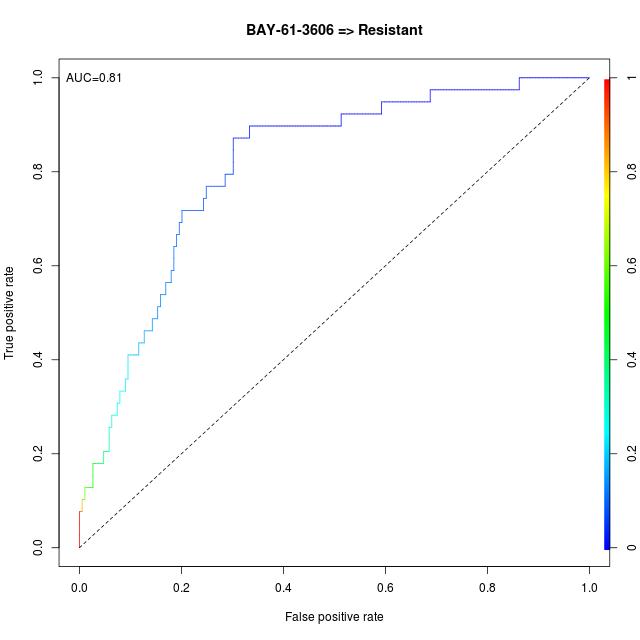 BAY-61-3606 => Resistant
AUC=0.81
1.0
0.8
0.6
0.4
0.2
0.0
True positive rate
0.0 0.2 0.4 0.6 0.8 1.0
False positive rate
1
0.8
0.6
0.4
0.2
0